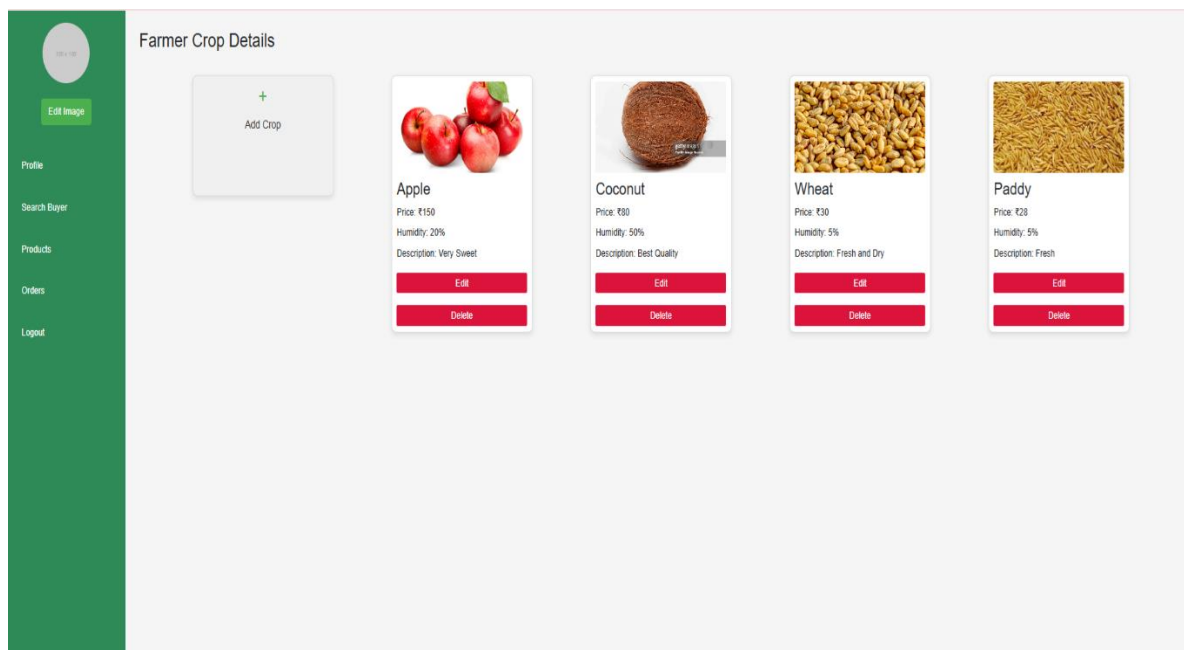 Edit Image
Profile
Search Buyer
Products
Orders
Logout
Farmer Crop Details
+
Add Crop
Apple
Price: ₹150
Humidity: 20%
Description: Very Sweet
Edit
Delete
Coconut
Price: ₹80
Humidity: 50%
Description: Best Quality
Edit
Delete
Wheat
Price: ₹30
Humidity: 5%
Description: Fresh and Dry
Edit
Delete
Paddy
Price: ₹28
Humidity: 5%
Description: Fresh
Edit
Delete